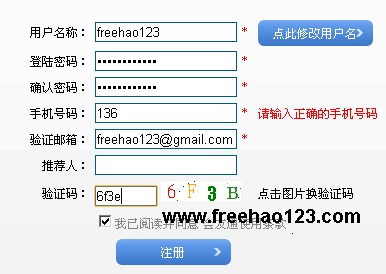 用户名称： freehao123 * 点此修改用户名
登陆密码： •••••••••••• *
确认密码： •••••••••••• *
手机号码： 136 * 请输入正确的手机号码
验证邮箱： freehao123@gmail.com *
推荐人：
验证码： 6f3e 6 F 3 B 点击图片换验证码
我已阅读并同意
www.freehao123.com
注册